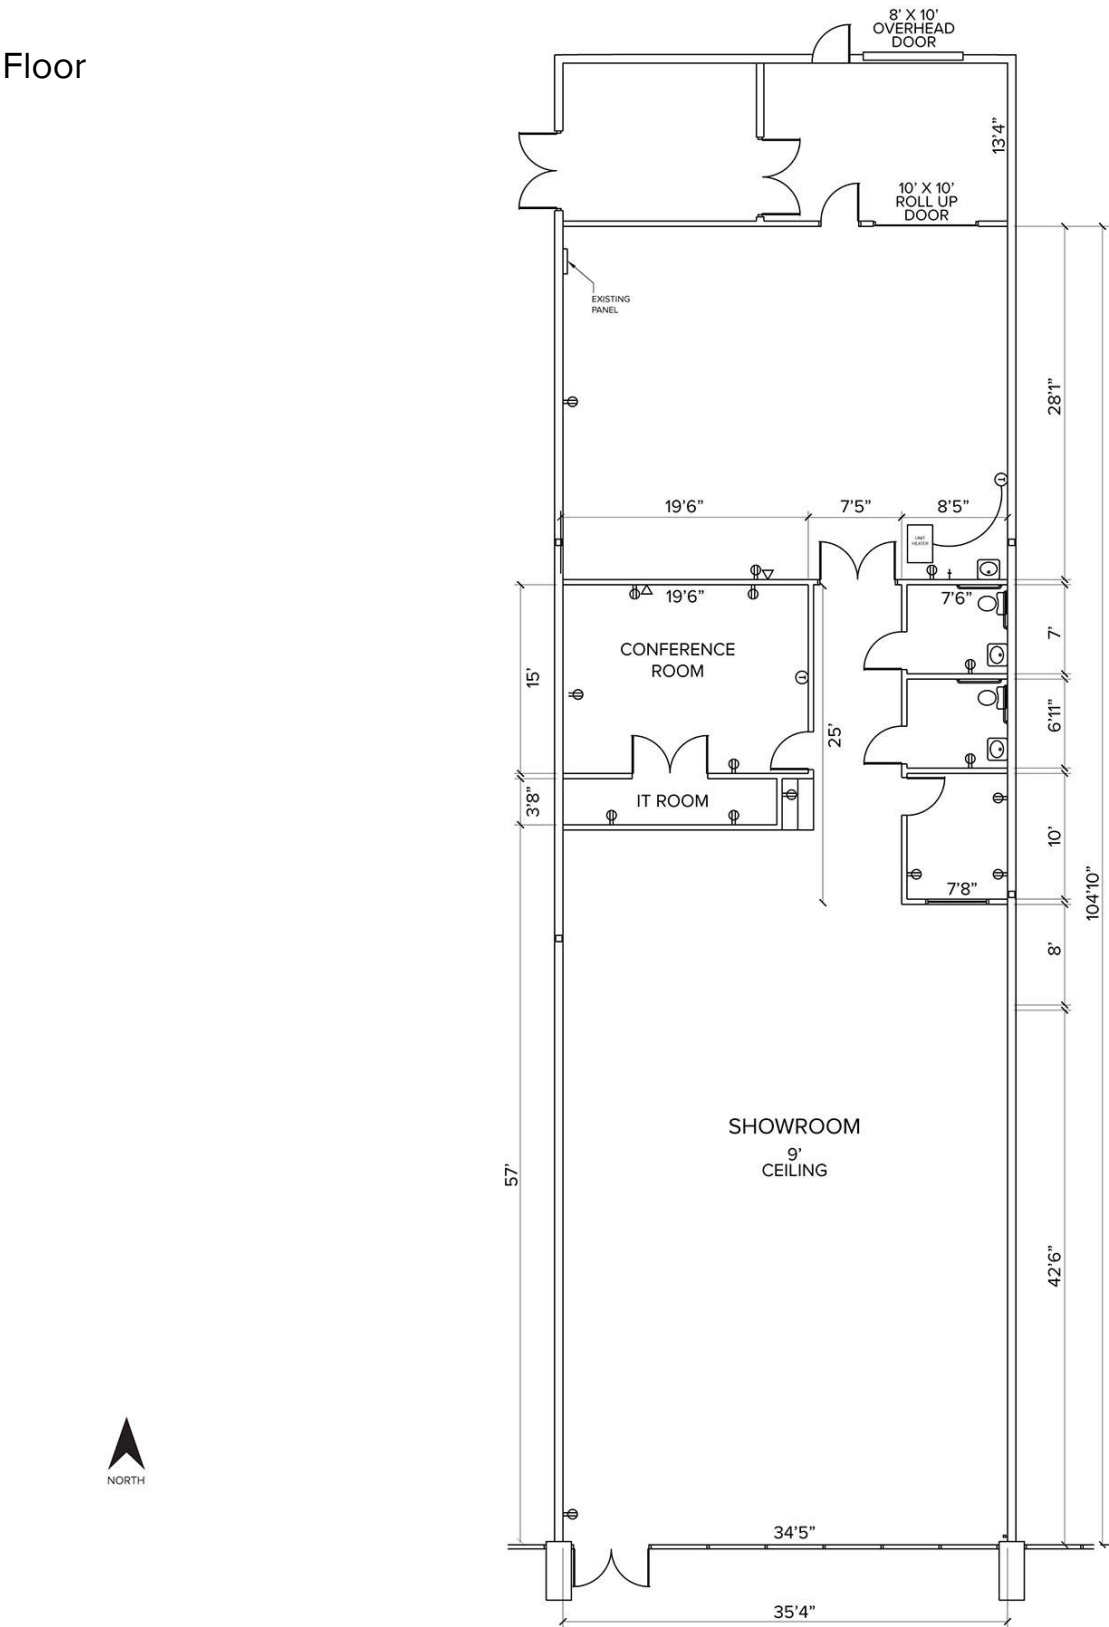 8' X 10'
OVERHEAD
DOOR
Floor
13'4"
10' X 10'
ROLL UP
DOOR
EXISTING
PANEL
28'1"
19'6"
7'5"
8'5"
UNIT
HEATER
19'6"
7'6"
7'
CONFERENCE
ROOM
15'
6'11"
25'
IT ROOM
3'8"
10'
7'8"
104'10"
8'
SHOWROOM
9'
CEILING
57'
42'6"
NORTH
34'5"
35'4"